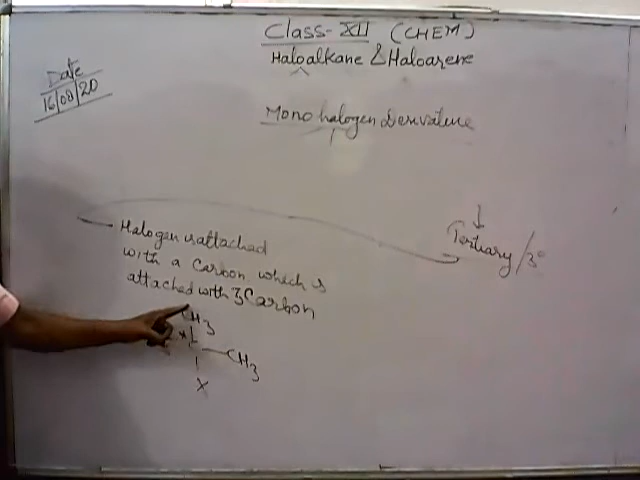 Class-XII (CHEM)
Haloalkane & Haloarene
Date
16/08/20
Mono halogen Derivative
Tertiary/3°
Halogen is attached
with a Carbon which is
attached with 3 Carbon
CH3
CH3
X